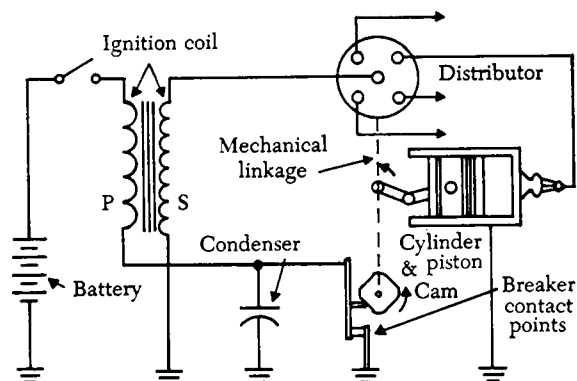 Ignition coil
Distributor
Mechanical
linkage
P
S
Condenser
Cylinder
& piston
Battery
Cam
Breaker
contact
points